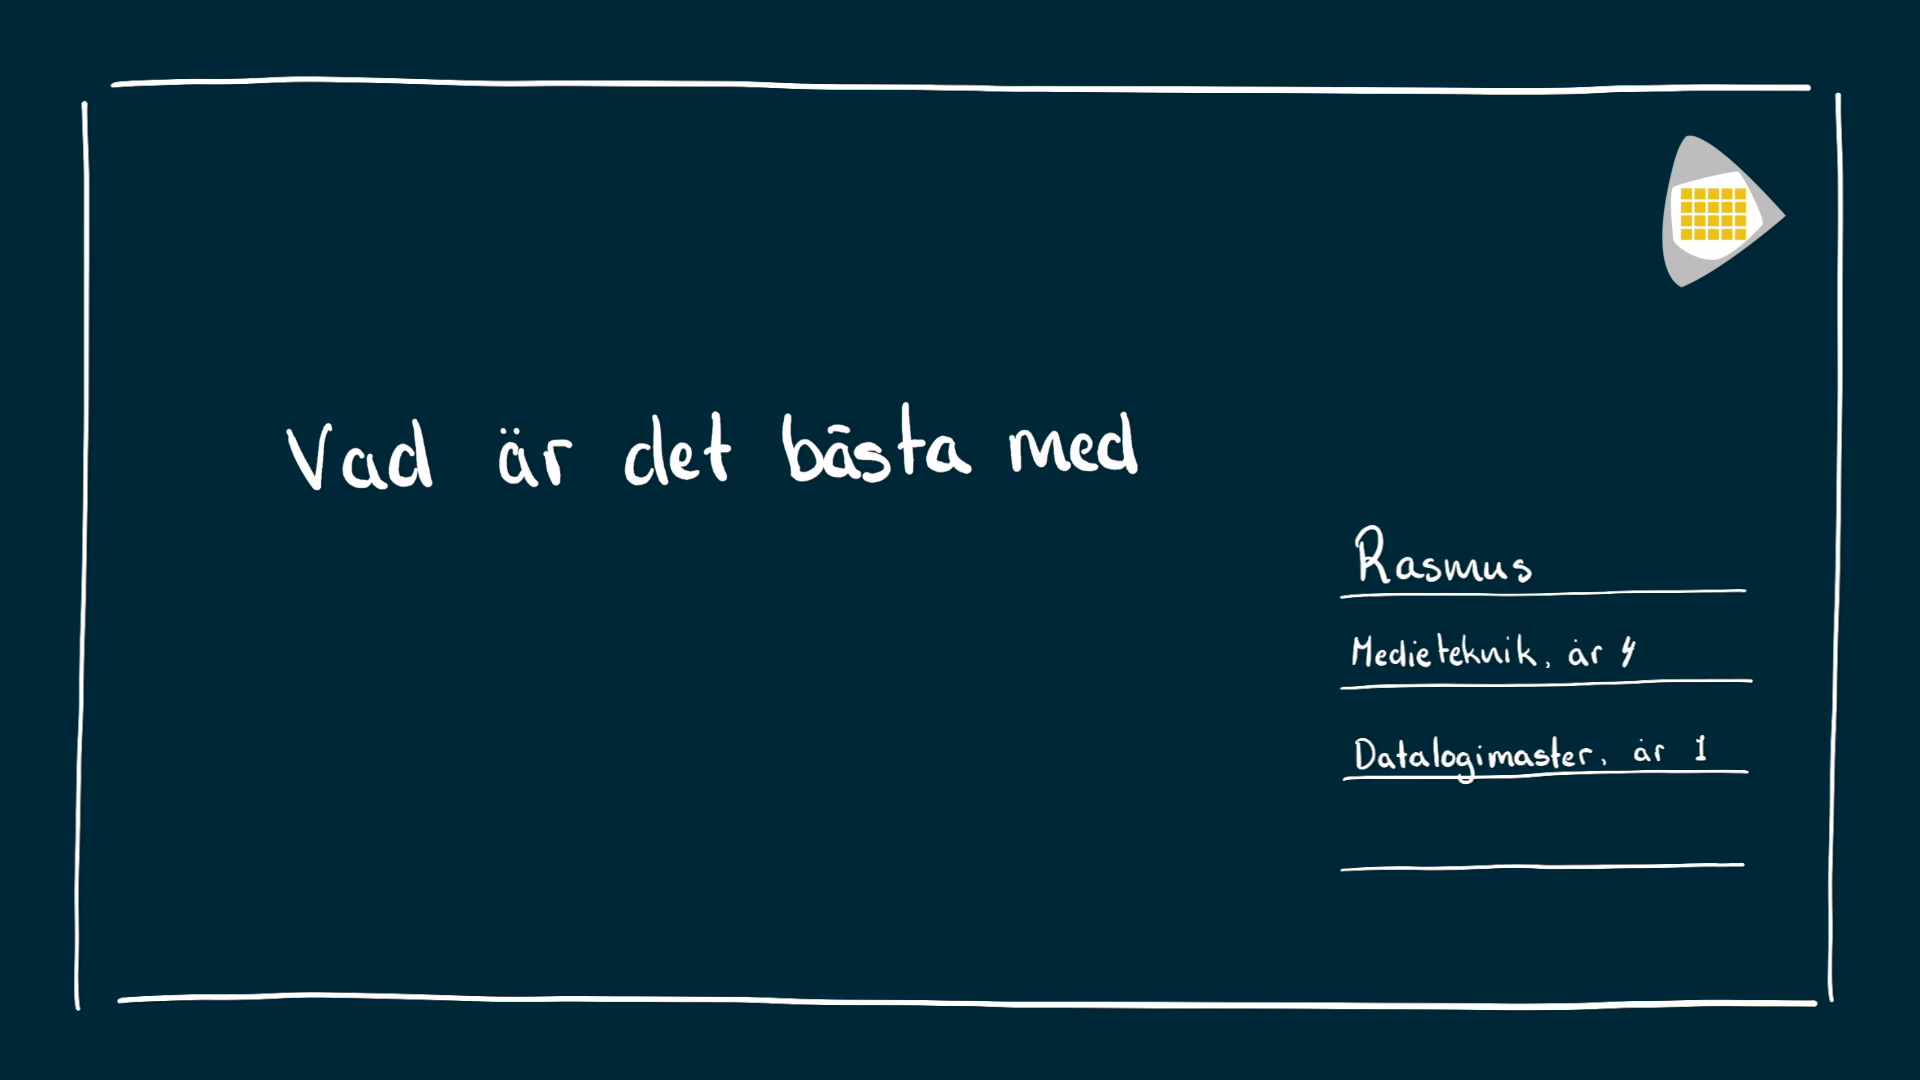 Vad är det bästa med
Rasmus
Medieteknik, år 4
Datalogimaster, år 1